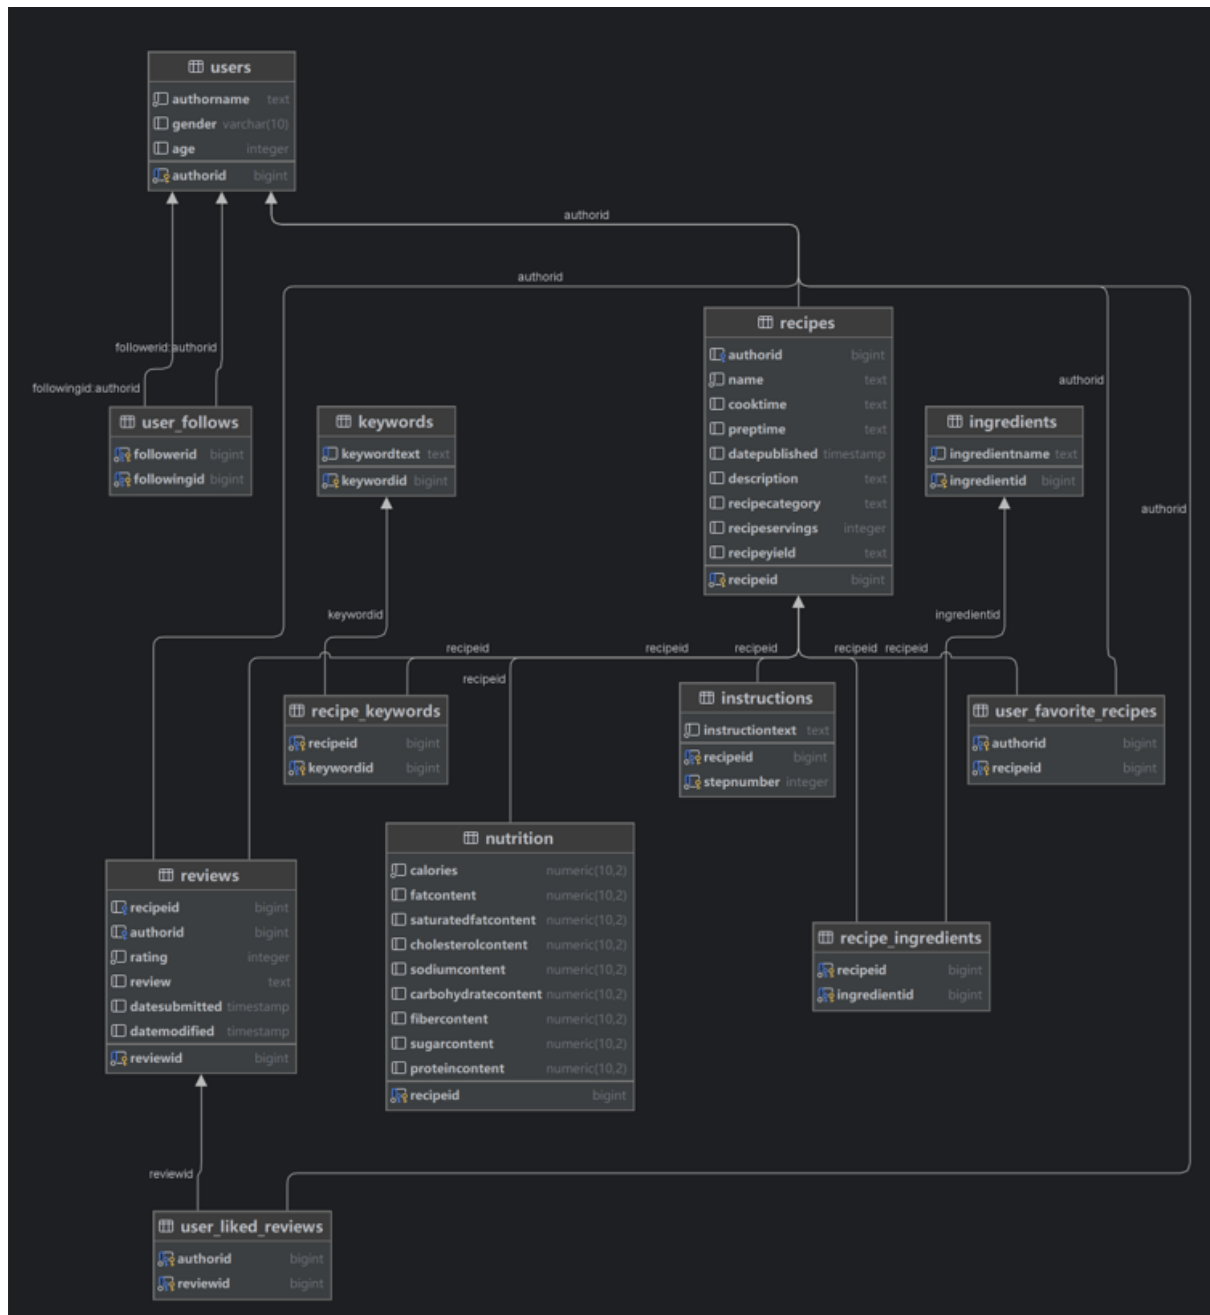 users
authorname text
gender varchar(10)
age integer
authorid bigint
authorid
authorid
followerid:authorid
followingid:authorid
recipes
authorid bigint
name text
cooktime text
preptime text
datepublished timestamp
description text
recipecategory text
recipeservings integer
recipeyield text
recipeid bigint
authorid
authorid
user_follows
followerid bigint
followingid bigint
keywords
keywordtext text
keywordid bigint
ingredients
ingredientname text
ingredientid bigint
keywordid
ingredientid
recipeid
recipeid
recipeid
recipeid
recipeid
recipeid
recipe_keywords
recipeid bigint
keywordid bigint
instructions
instructiontext text
recipeid bigint
stepnumber integer
user_favorite_recipes
authorid bigint
recipeid bigint
reviews
recipeid bigint
authorid bigint
rating integer
review text
datesubmitted timestamp
datemodified timestamp
reviewid bigint
nutrition
calories numeric(10,2)
fatcontent numeric(10,2)
saturatedfatcontent numeric(10,2)
cholesterolcontent numeric(10,2)
sodiumcontent numeric(10,2)
carbohydratecontent numeric(10,2)
fibercontent numeric(10,2)
sugarcontent numeric(10,2)
proteincontent numeric(10,2)
recipeid bigint
recipe_ingredients
recipeid bigint
ingredientid bigint
reviewid
user_liked_reviews
authorid bigint
reviewid bigint